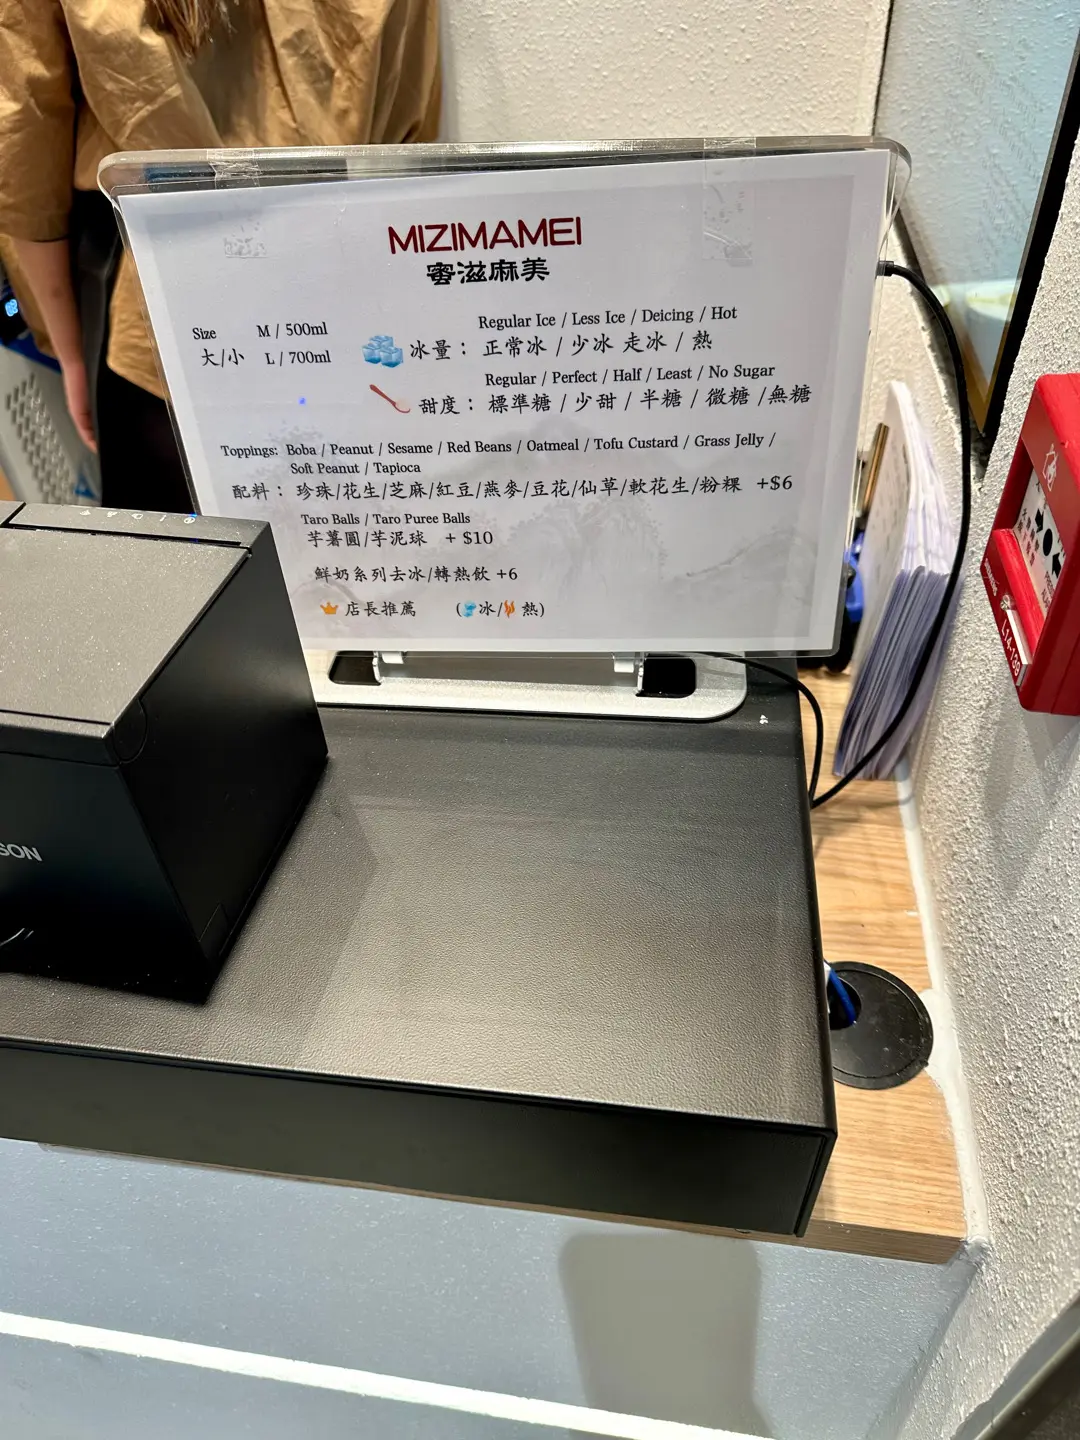 MIZIMAMEI
蜜滋麻美
Size M / 500ml
大/小 L / 700ml
Regular Ice / Less Ice / Deicing / Hot
冰量： 正常冰 / 少冰 走冰 / 熱
Regular / Perfect / Half / Least / No Sugar
甜度： 標準糖 / 少甜 / 半糖 / 微糖 /無糖
Toppings: Boba / Peanut / Sesame / Red Beans / Oatmeal / Tofu Custard / Grass Jelly /
Soft Peanut / Tapioca
配料： 珍珠/花生/芝麻/紅豆/燕麥/豆花/仙草/軟花生/粉粿 +$6
Taro Balls / Taro Puree Balls
芋薯圓/芋泥球 + $10
鮮奶系列去冰/轉熱飲 +6
店長推薦 (冰/熱)
SON
L14-139